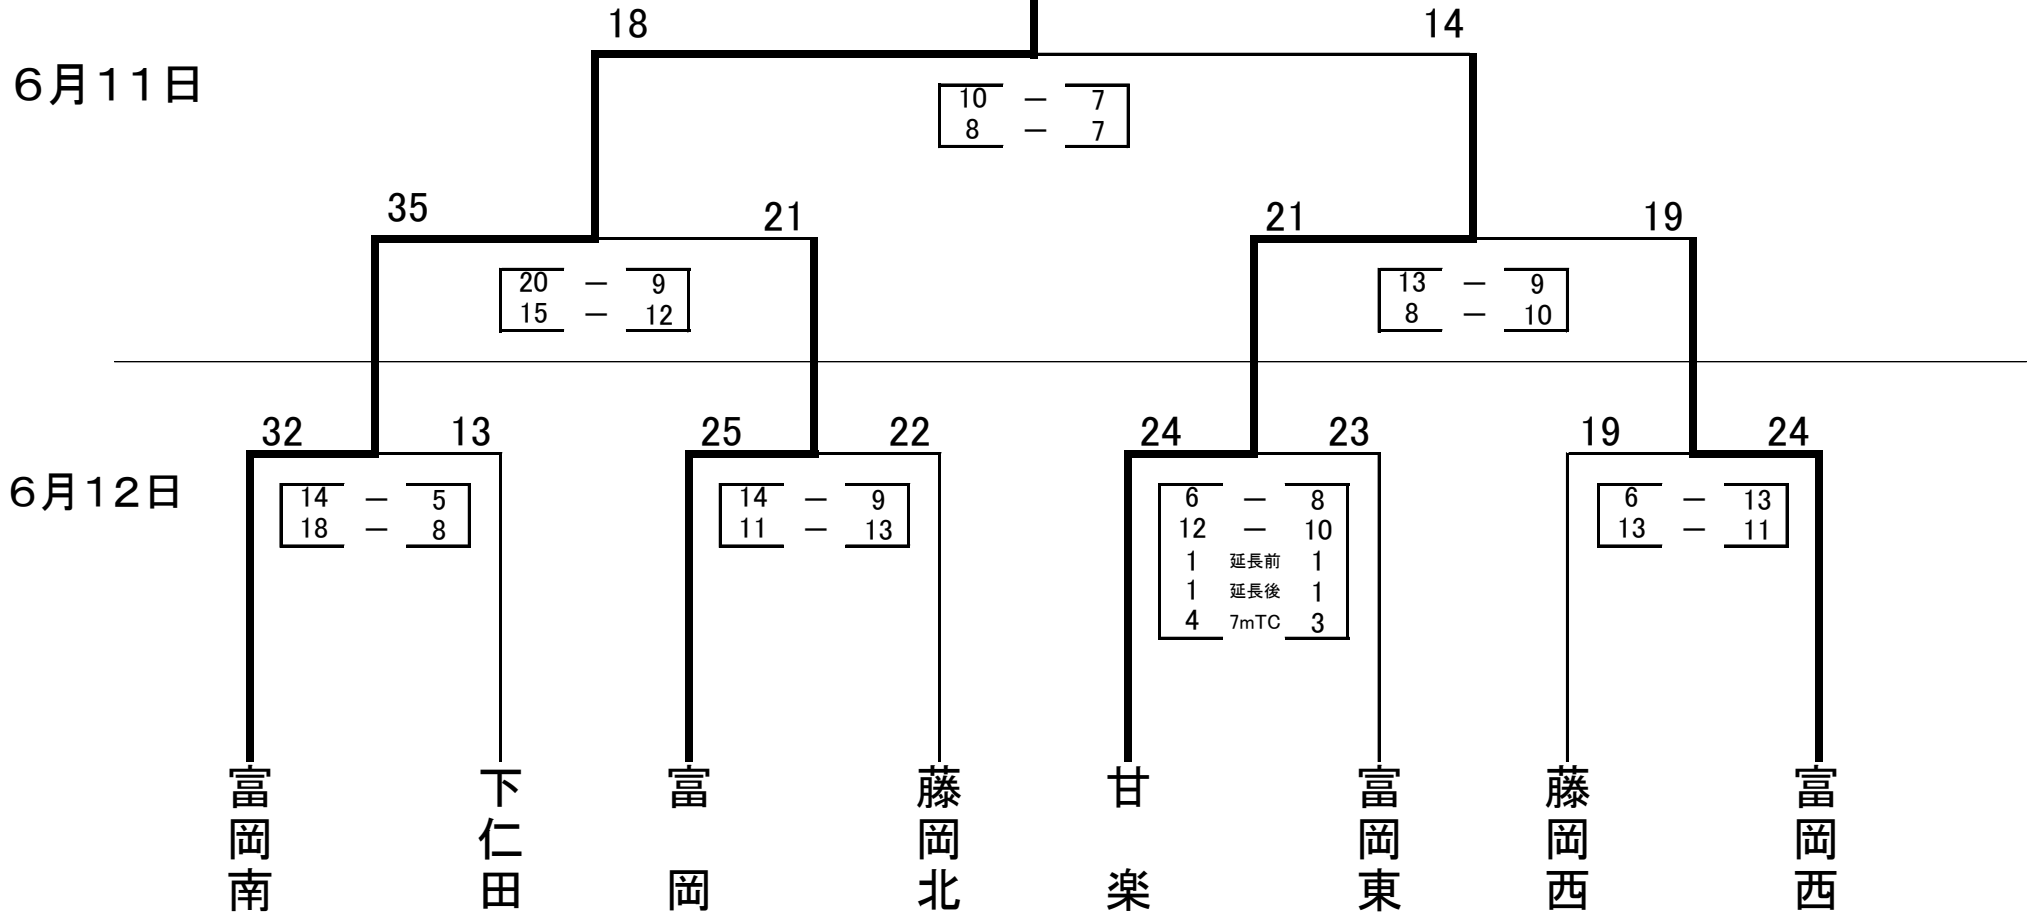 18 14
6月11日
10 － 7
8 － 7
35 21 21 19
20 － 9 13 － 9
15 － 12 8 － 10
32 13 25 22 24 23 19 24
6月12日
14 － 5 14 － 9 6 － 8 6 － 13
18 － 8 11 － 13 12 － 10 13 － 11
1 延長前 1
1 延長後 1
4 7mTC 3
富岡南
下仁田
富岡
藤岡北
甘楽
富岡東
藤岡西
富岡西